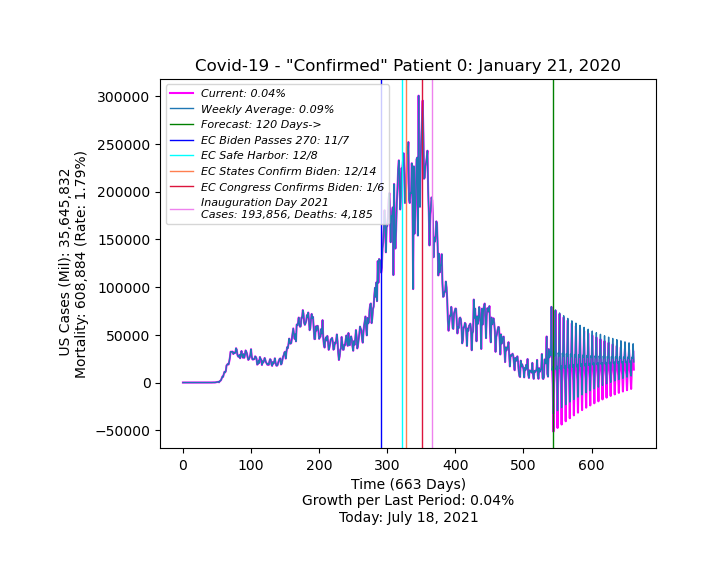 Covid-19 - "Confirmed" Patient 0: January 21, 2020
Current: 0.04%
Weekly Average: 0.09%
Forecast: 120 Days->
EC Biden Passes 270: 11/7
EC Safe Harbor: 12/8
EC States Confirm Biden: 12/14
EC Congress Confirms Biden: 1/6
Inauguration Day 2021
Cases: 193,856, Deaths: 4,185
US Cases (Mil): 35,645,832
Mortality: 608,884 (Rate: 1.79%)
300000
250000
200000
150000
100000
50000
0
−50000
0 100 200 300 400 500 600
Time (663 Days)
Growth per Last Period: 0.04%
Today: July 18, 2021